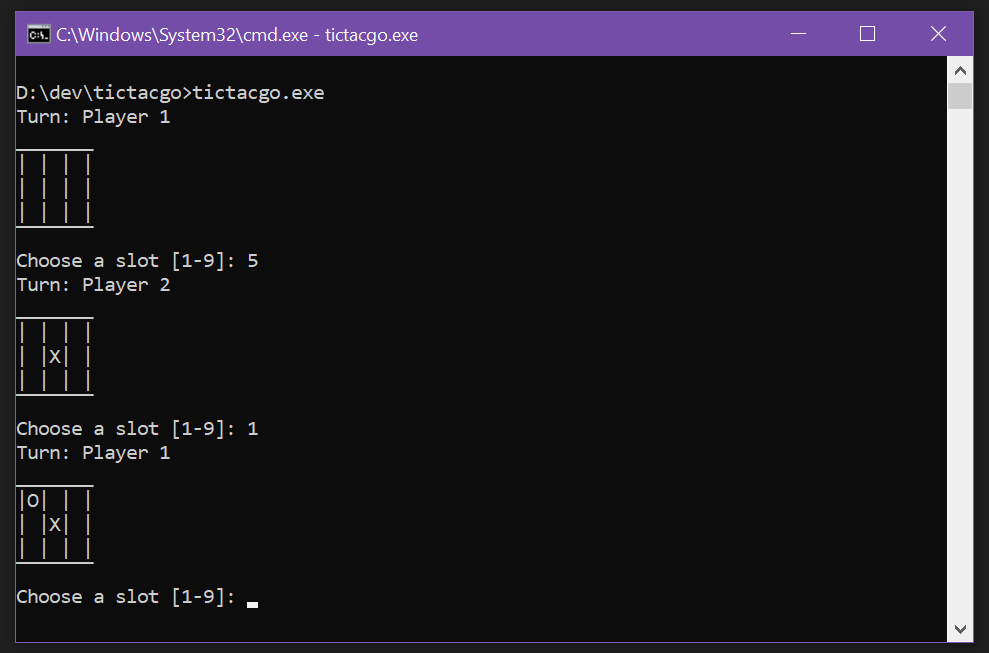 C:\Windows\System32\cmd.exe - tictacgo.exe
D:\dev\tictacgo>tictacgo.exe
Turn: Player 1
_______
| | | |
| | | |
| | | |
‾‾‾‾‾‾‾
Choose a slot [1-9]: 5
Turn: Player 2
_______
| | | |
| |X| |
| | | |
‾‾‾‾‾‾‾
Choose a slot [1-9]: 1
Turn: Player 1
_______
|O| | |
| |X| |
| | | |
‾‾‾‾‾‾‾
Choose a slot [1-9]: